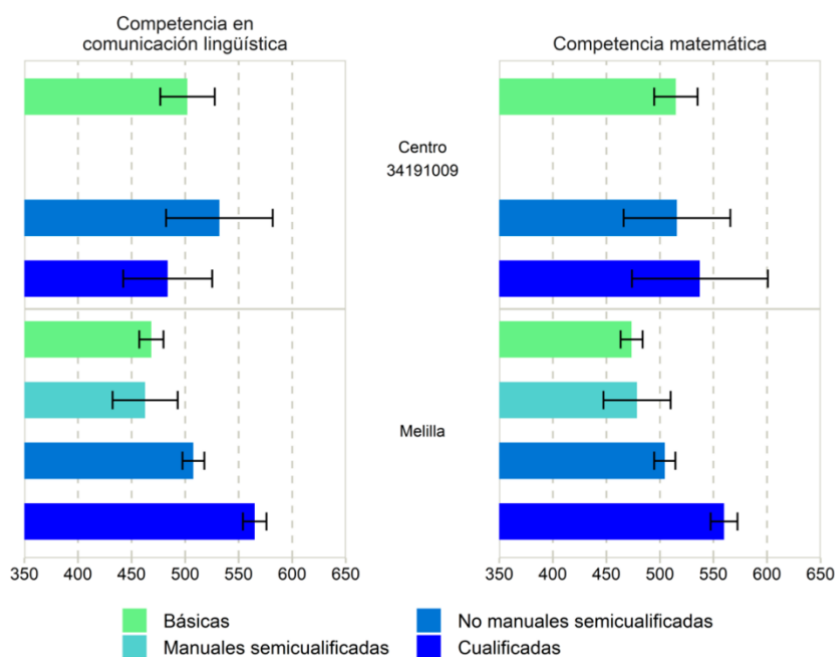 Competencia en
comunicación lingüística
Competencia matemática
Centro
34191009
Melilla
350 400 450 500 550 600 650
350 400 450 500 550 600 650
Básicas
No manuales semicualificadas
Manuales semicualificadas
Cualificadas